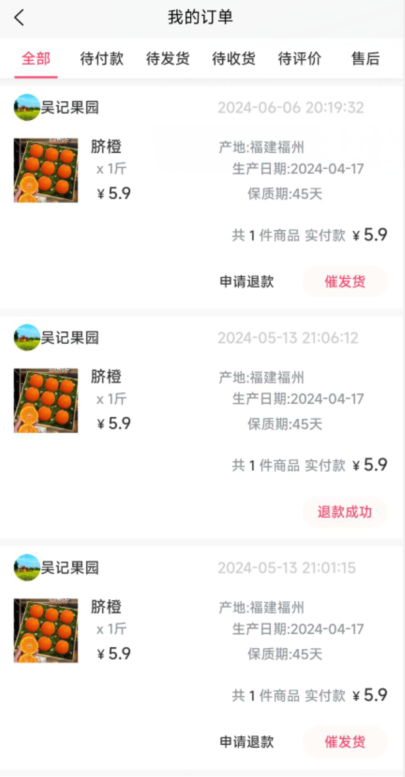 我的订单
全部 待付款 待发货 待收货 待评价 售后
吴记果园 2024-06-06 20:19:32
脐橙 产地:福建福州
x 1斤 生产日期:2024-04-17
¥ 5.9 保质期:45天
共 1 件商品 实付款 ¥ 5.9
申请退款 催发货
吴记果园 2024-05-13 21:06:12
脐橙 产地:福建福州
x 1斤 生产日期:2024-04-17
¥ 5.9 保质期:45天
共 1 件商品 实付款 ¥ 5.9
退款成功
吴记果园 2024-05-13 21:01:15
脐橙 产地:福建福州
x 1斤 生产日期:2024-04-17
¥ 5.9 保质期:45天
共 1 件商品 实付款 ¥ 5.9
申请退款 催发货